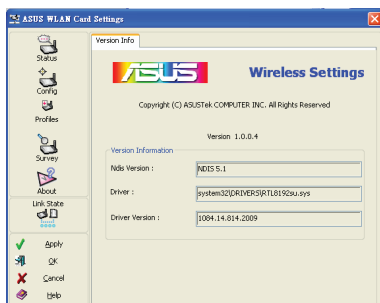 ASUS WLAN Card Settings
Status
Config
Profiles
Survey
About
Link State
Apply
OK
Cancel
Help
Version Info
ASUS
Wireless Settings
Copyright (C) ASUSTek COMPUTER INC. All Rights Reserved
Version 1.0.0.4
Version Information
Ndis Version :
NDIS 5.1
Driver :
system32\DRIVERS\RTL8192su.sys
Driver Version :
1084.14.814.2009